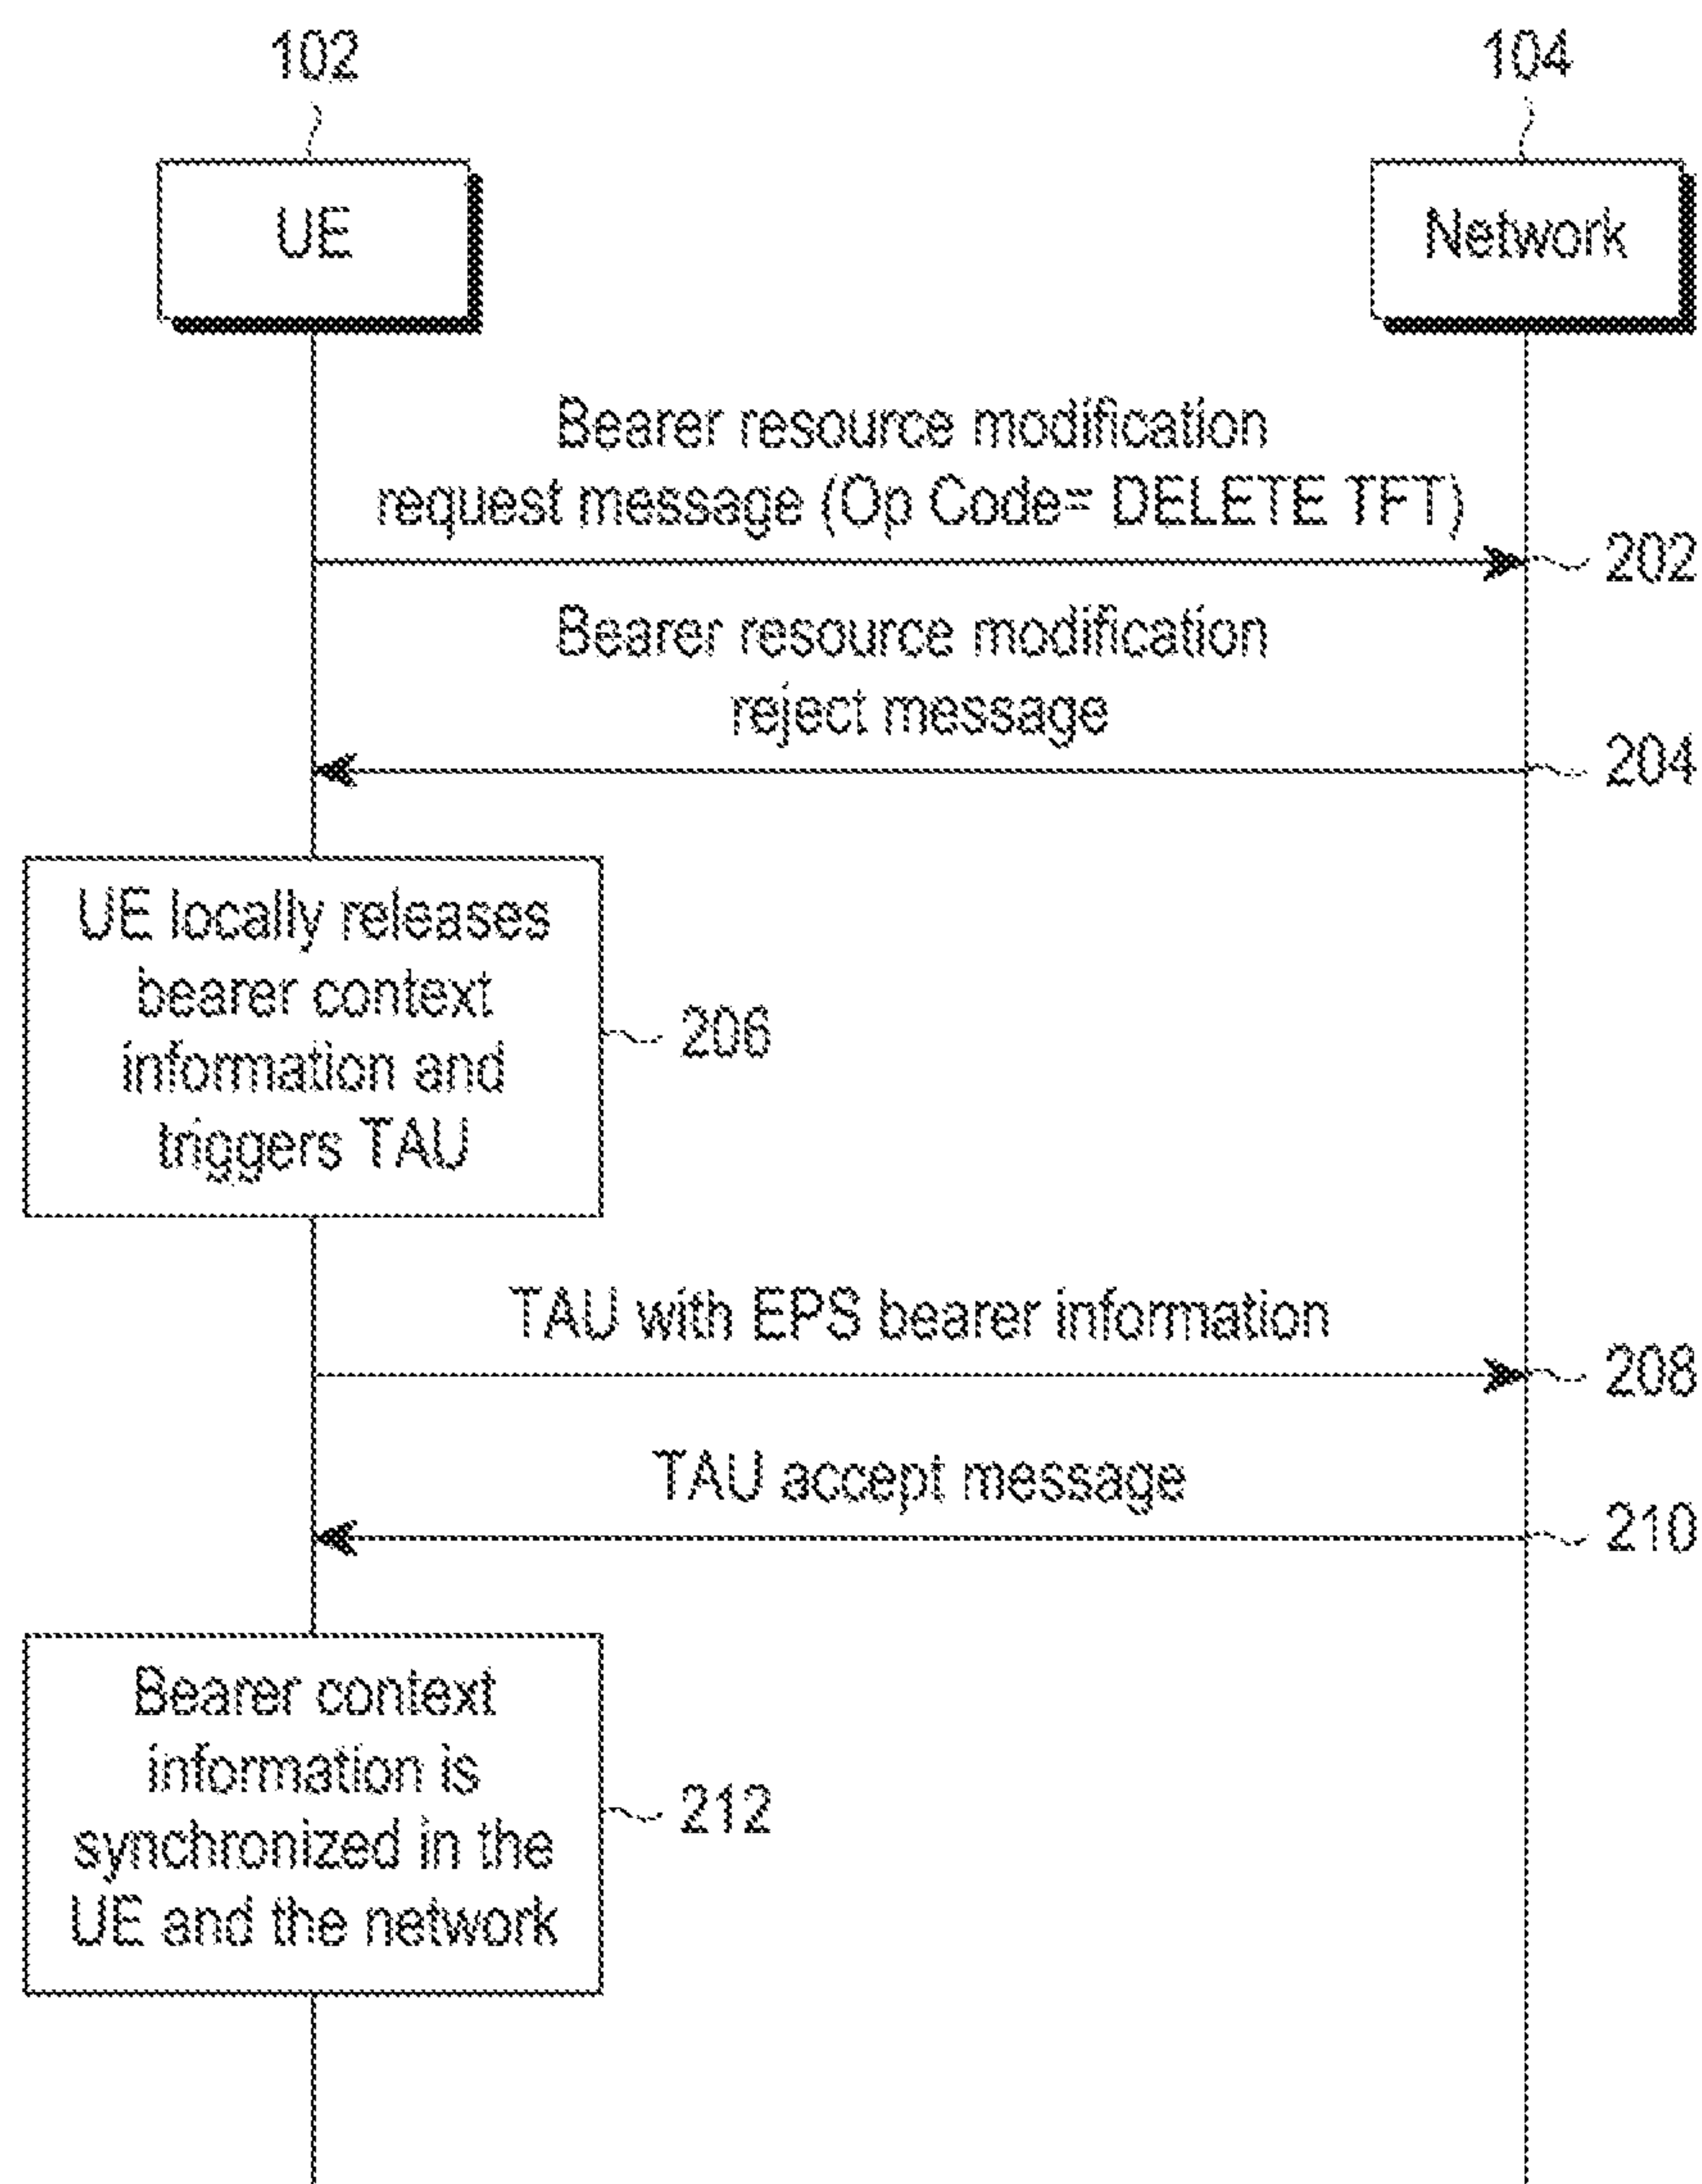 102
104
UE
Network
Bearer resource modification
request message (Op Code= DELETE TFT)
202
Bearer resource modification
reject message
204
UE locally releases
bearer context
information and
triggers TAU
206
TAU with EPS bearer information
208
TAU accept message
210
Bearer context
information is
synchronized in the
UE and the network
212